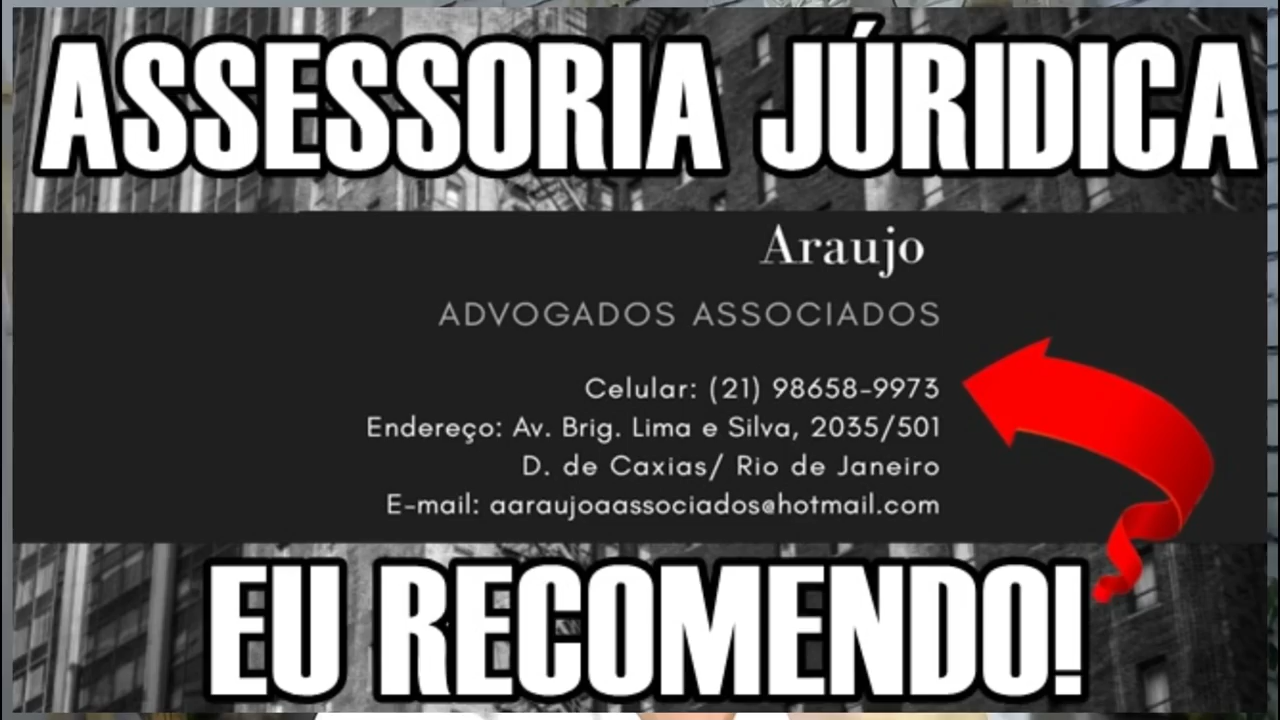 ASSESSORIA JÚRIDICA
Araujo
ADVOGADOS ASSOCIADOS
Celular: (21) 98658-9973
Endereço: Av. Brig. Lima e Silva, 2035/501
D. de Caxias/ Rio de Janeiro
E-mail: aaraujoaassociados@hotmail.com
EU RECOMENDO!